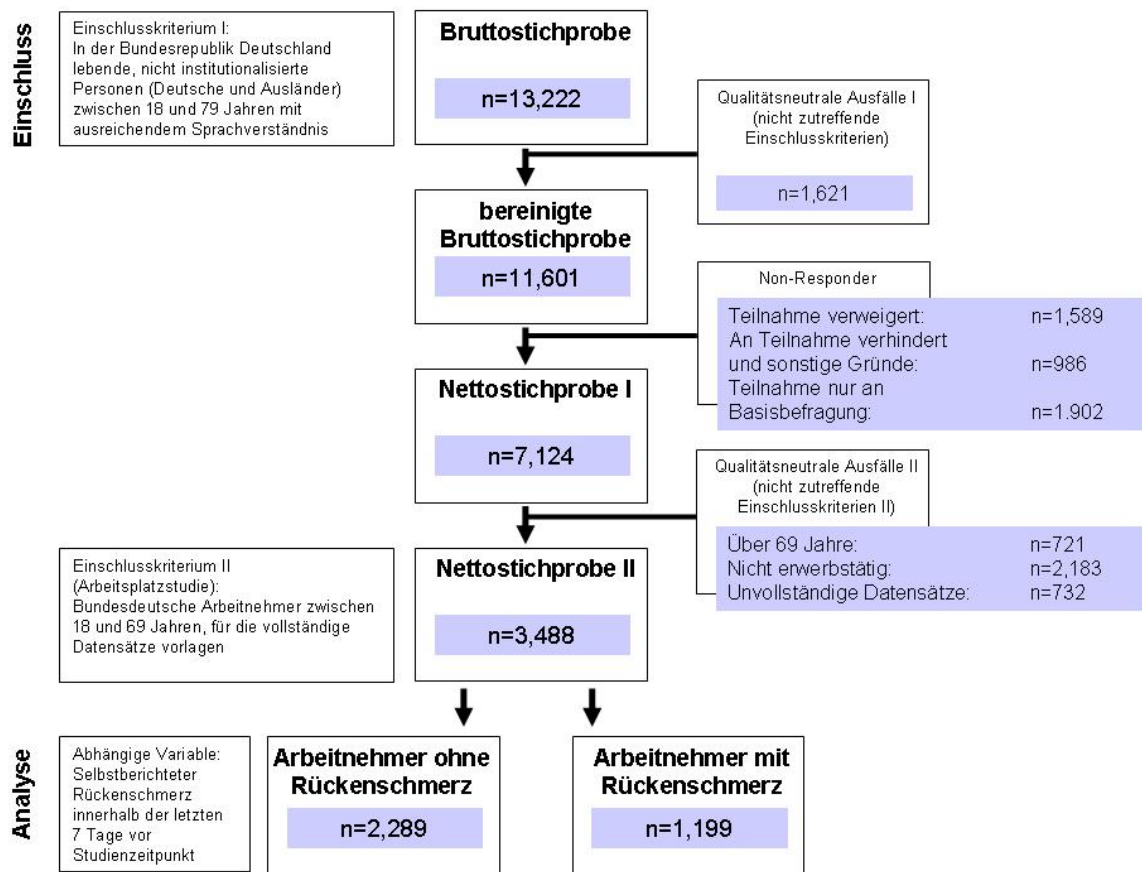 Einschluss
Einschlusskriterium I:
In der Bundesrepublik Deutschland
lebende, nicht institutionalisierte
Personen (Deutsche und Ausländer)
zwischen 18 und 79 Jahren mit
ausreichendem Sprachverständnis
Bruttostichprobe
n=13,222
Qualitätsneutrale Ausfälle I
(nicht zutreffende
Einschlusskriterien)
n=1,621
bereinigte
Bruttostichprobe
n=11,601
Non-Responder
Teilnahme verweigert: n=1,589
An Teilnahme verhindert
und sonstige Gründe: n=986
Teilnahme nur an
Basisbefragung: n=1.902
Nettostichprobe I
n=7,124
Qualitätsneutrale Ausfälle II
(nicht zutreffende
Einschlusskriterien II)
Über 69 Jahre: n=721
Nicht erwerbstätig: n=2,183
Unvollständige Datensätze: n=732
Einschlusskriterium II
(Arbeitsplatzstudie):
Bundesdeutsche Arbeitnehmer zwischen
18 und 69 Jahren, für die vollständige
Datensätze vorlagen
Nettostichprobe II
n=3,488
Analyse
Abhängige Variable:
Selbstberichteter
Rückenschmerz
innerhalb der letzten
7 Tage vor
Studienzeitpunkt
Arbeitnehmer ohne
Rückenschmerz
n=2,289
Arbeitnehmer mit
Rückenschmerz
n=1,199